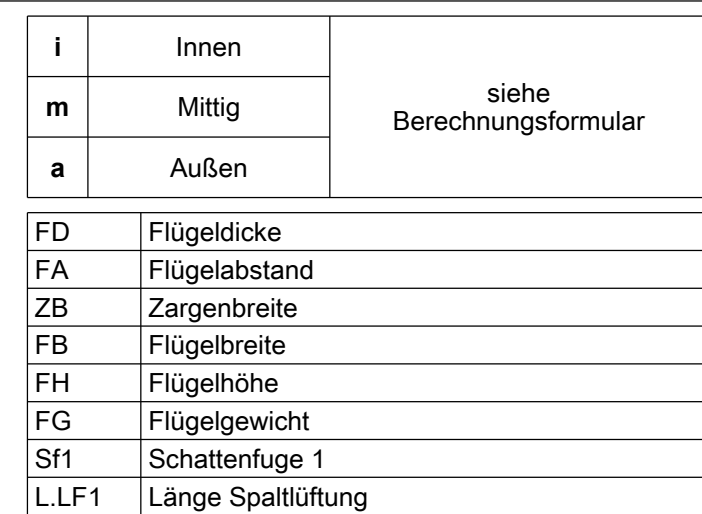 i Innen
m Mittig
a Außen
siehe
Berechnungsformular
FD Flügeldicke
FA Flügelabstand
ZB Zargenbreite
FB Flügelbreite
FH Flügelhöhe
FG Flügelgewicht
Sf1 Schattenfuge 1
L.LF1 Länge Spaltlüftung